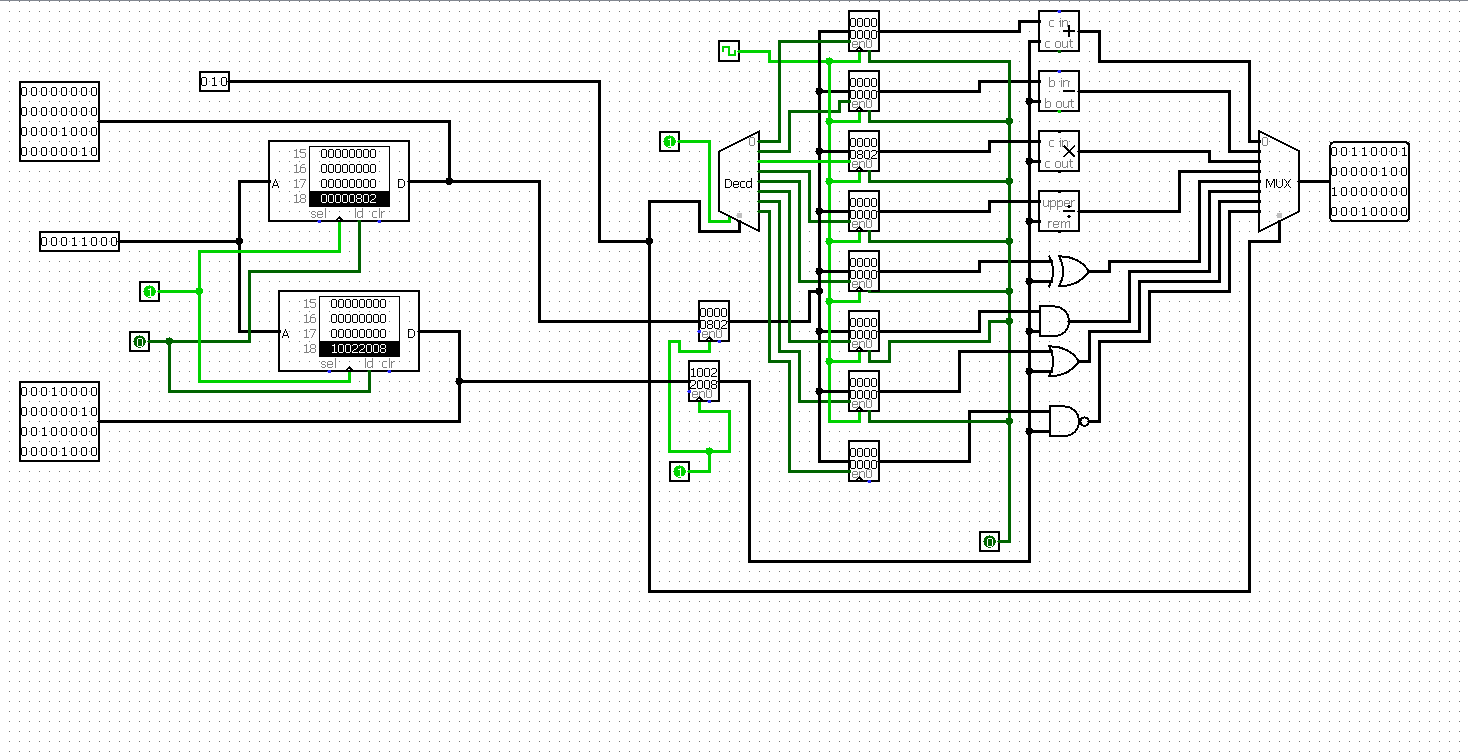 00000000
00000000
00001000
00000010
010
15 00000000
16 00000000
17 00000000
18 00000802
A
D
sel ld clr
00011000
1
0
15 00000000
16 00000000
17 00000000
18 10022008
A
D
sel ld clr
00010000
00000010
00100000
00001000
0000
0802
en0
1002
2008
en0
1
1
0
Decd
0000
0000
en0
0000
0000
en0
0000
0802
en0
0000
0000
en0
0000
0000
en0
0000
0000
en0
0000
0000
en0
0000
0000
en0
0
c in
+
c out
b in
−
b out
c in
×
c out
upper
÷
rem
0
MUX
00110001
00000100
10000000
00010000